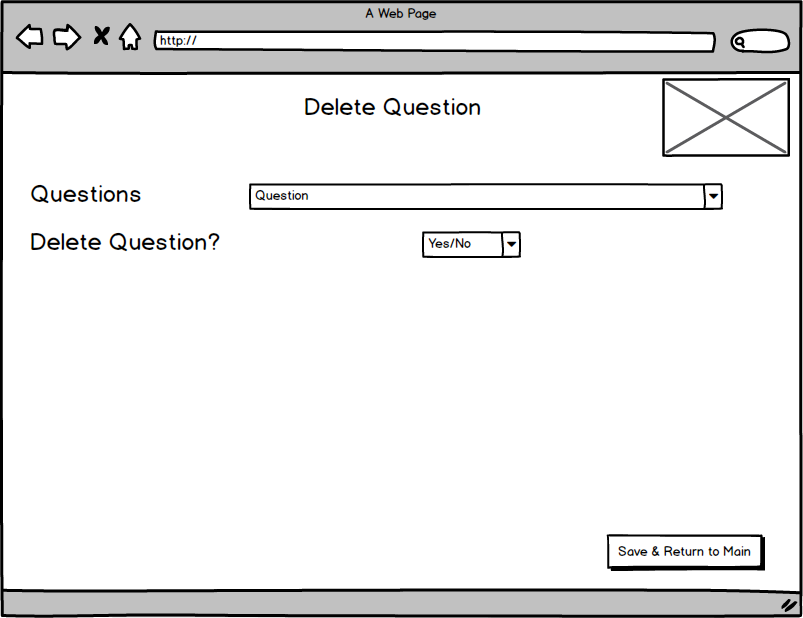 A Web Page
http://
Delete Question
Questions
Question
Delete Question?
Yes/No
Save & Return to Main